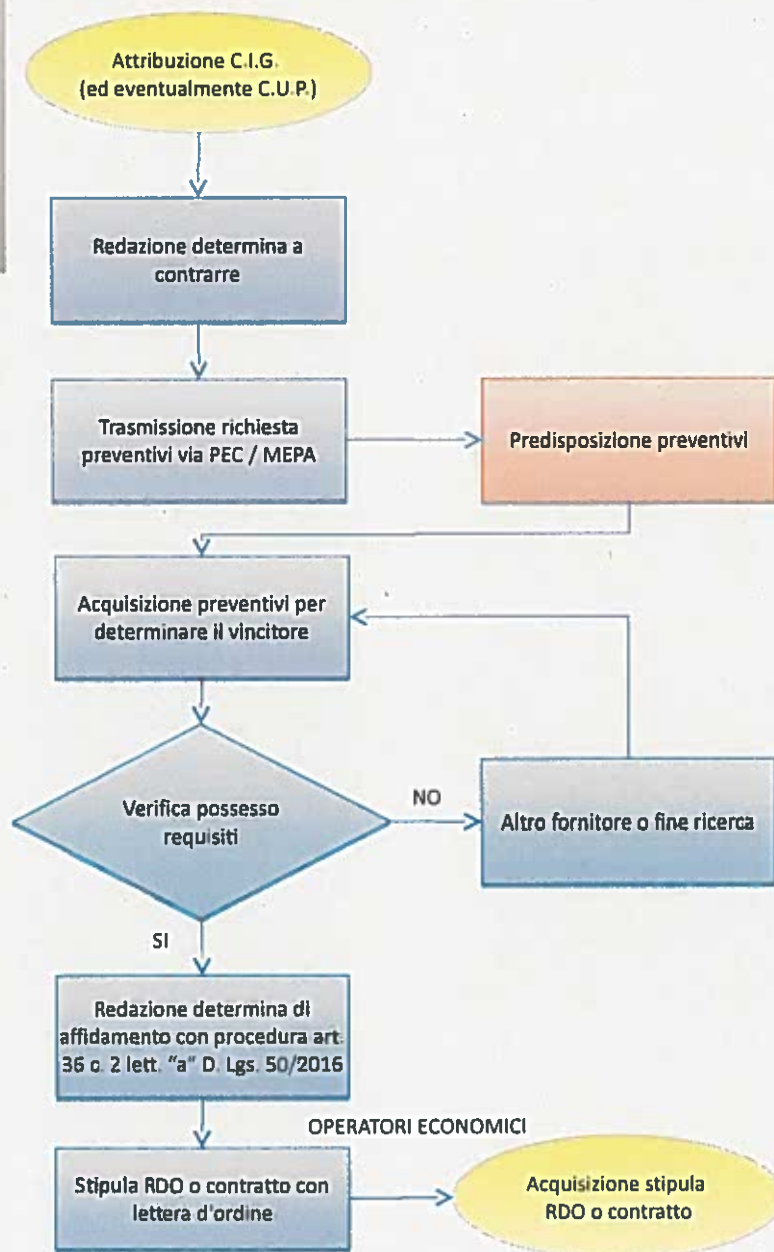 Attribuzione C.I.G.
(ed eventualmente C.U.P.)
Redazione determina a
contrarre
Trasmissione richiesta
preventivi via PEC / MEPA
Predisposizione preventivi
Acquisizione preventivi per
determinare il vincitore
Verifica possesso
requisiti
NO
Altro fornitore o fine ricerca
SI
Redazione determina di
affidamento con procedura art.
36 c. 2 lett. "a" D. Lgs. 50/2016
OPERATORI ECONOMICI
Stipula RDO o contratto con
lettera d'ordine
Acquisizione stipula
RDO o contratto